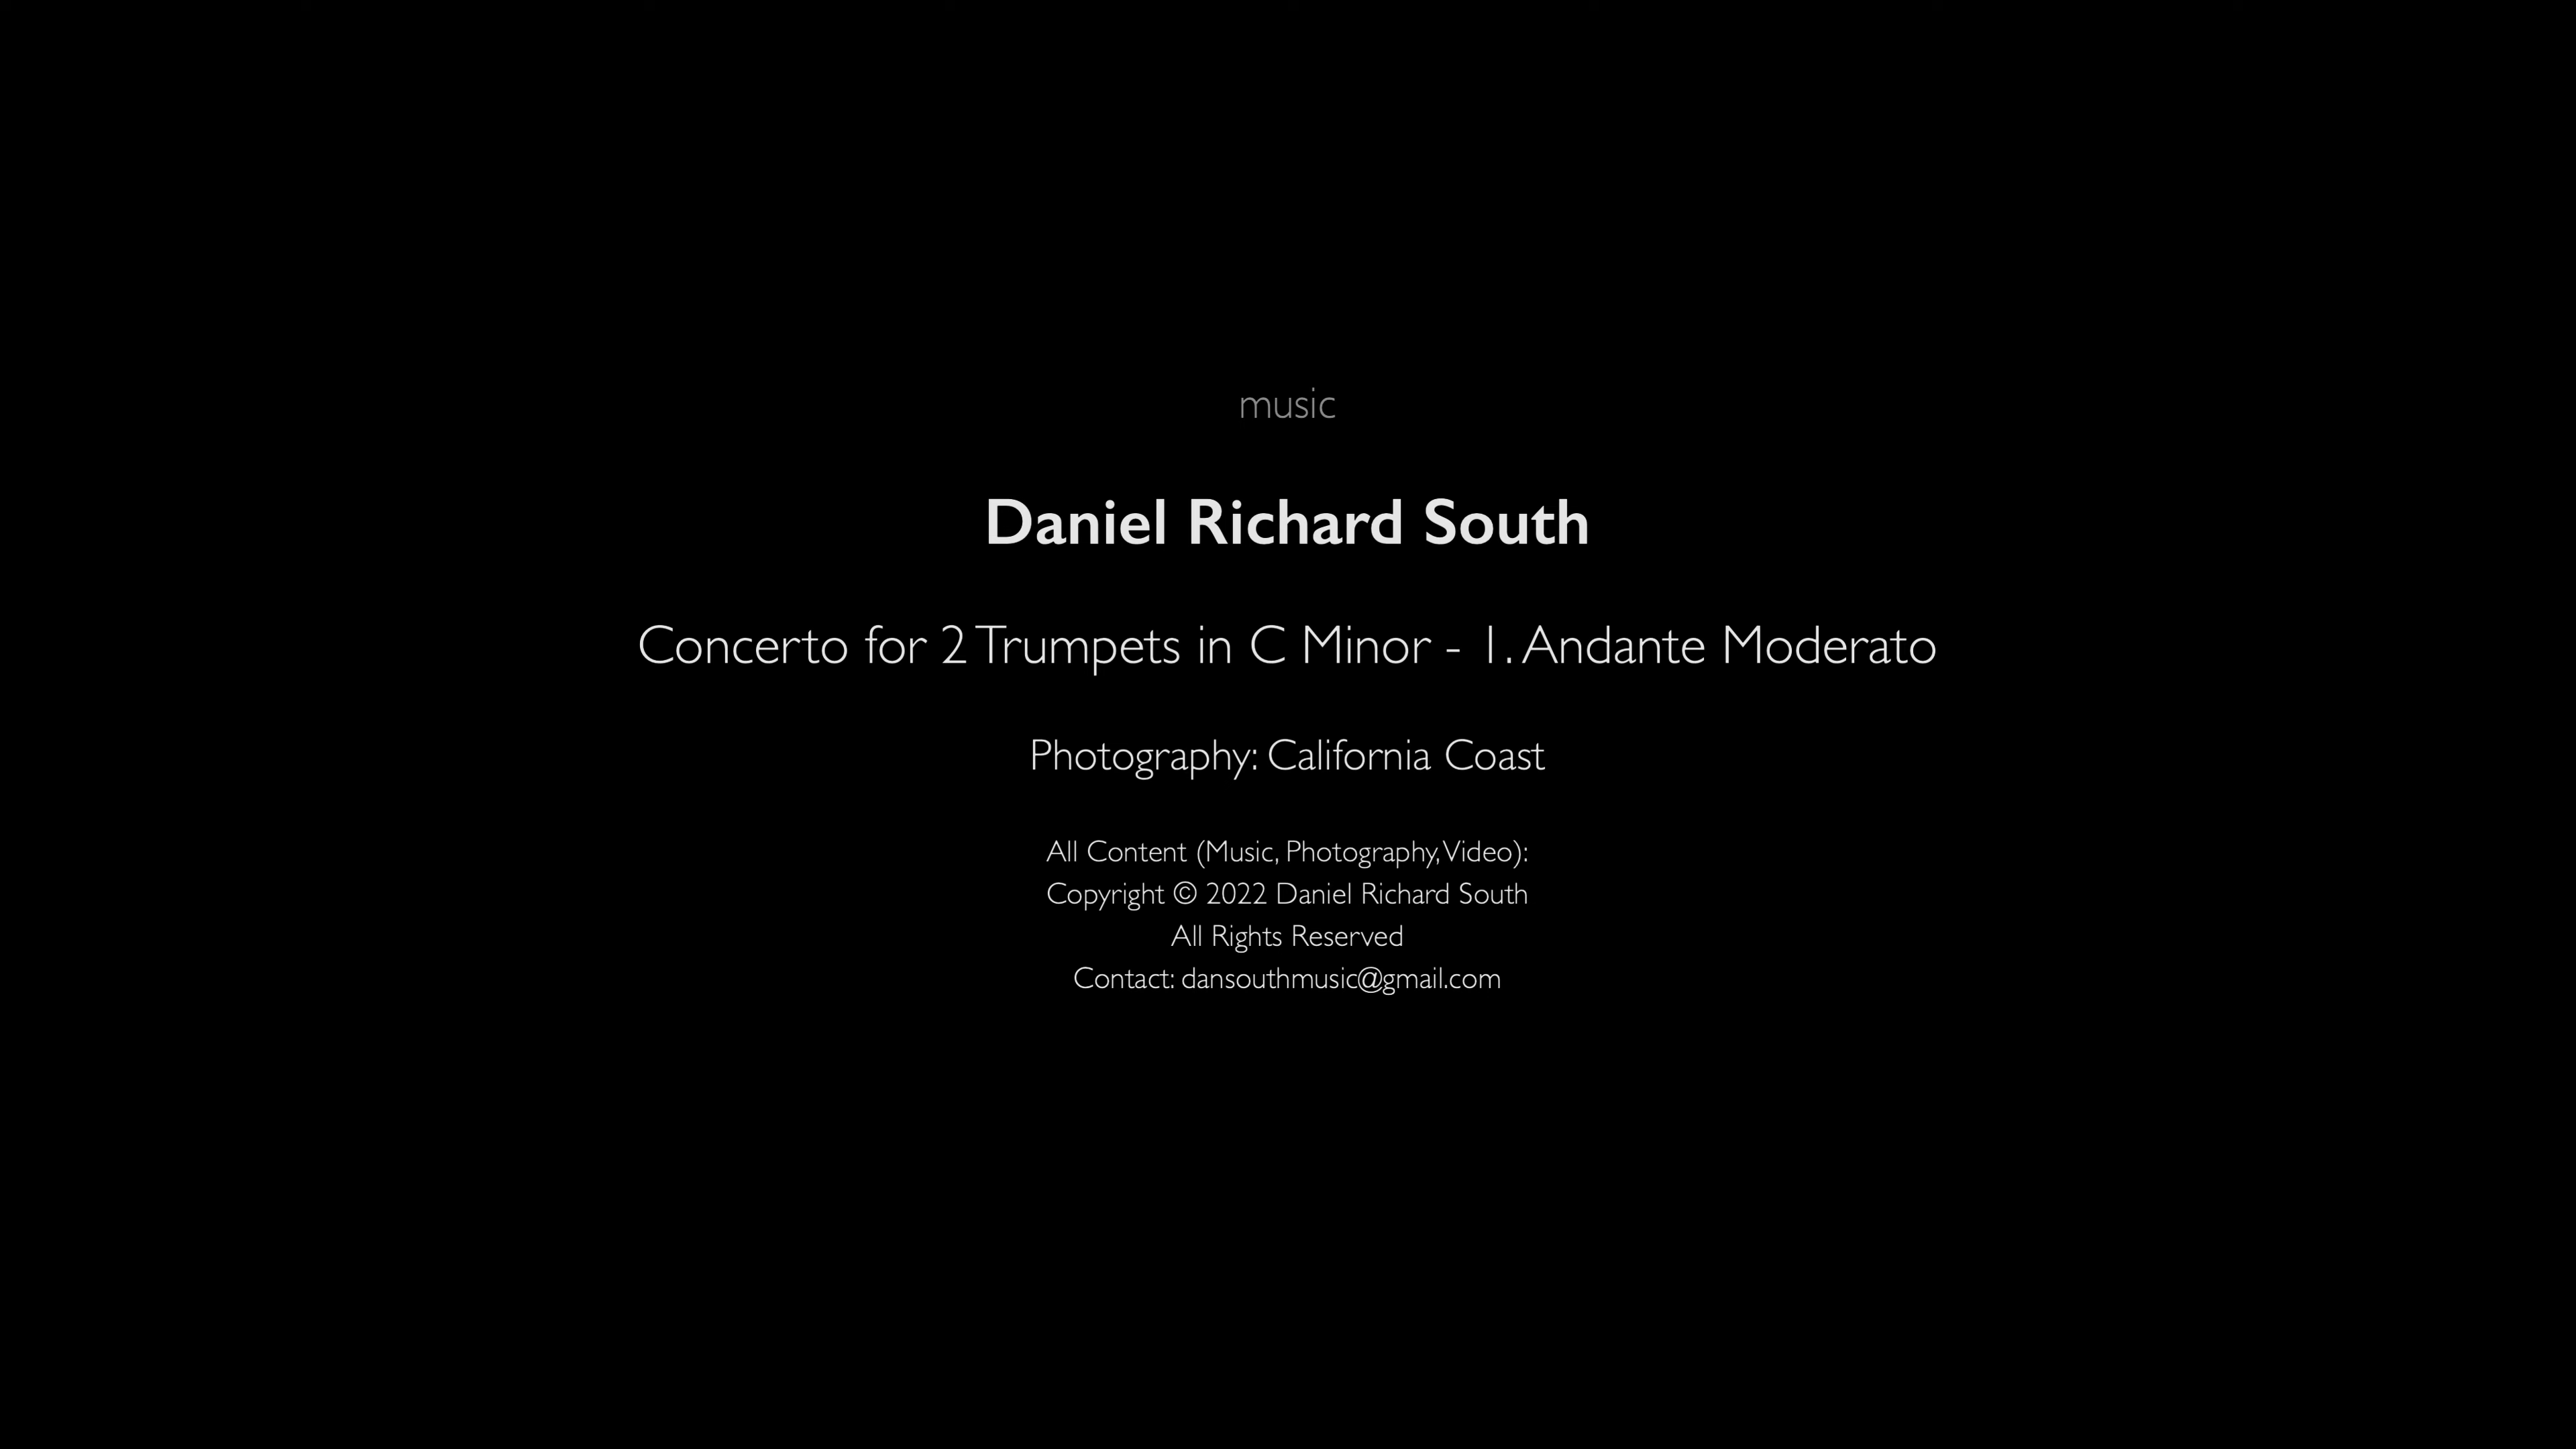 music
Daniel Richard South
Concerto for 2 Trumpets in C Minor - 1. Andante Moderato
Photography: California Coast
All Content (Music, Photography, Video):
Copyright © 2022 Daniel Richard South
All Rights Reserved
Contact: dansouthmusic@gmail.com